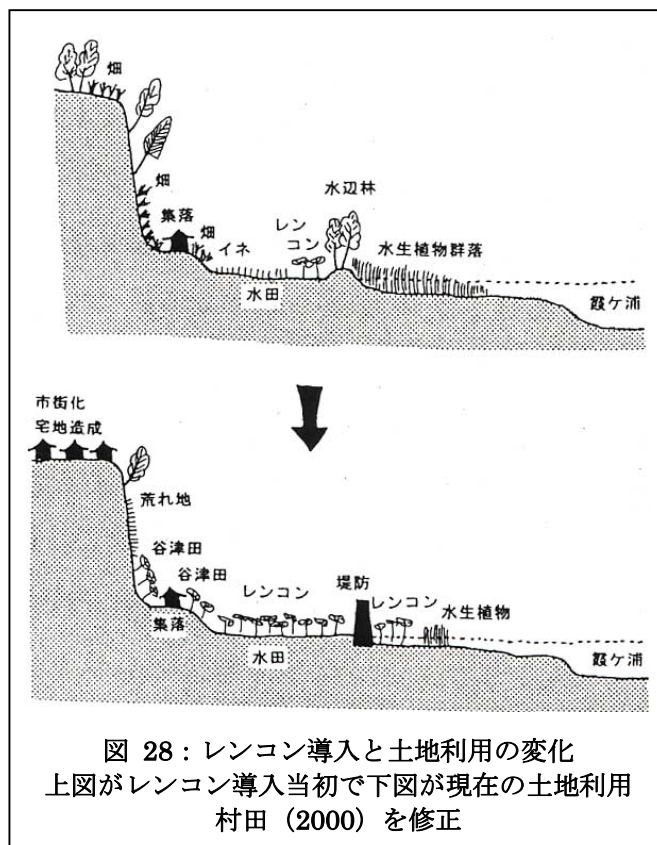 畑
畑
集落
畑
イネ
レン
コン
水辺林
水生植物群落
水田
霞ケ浦
市街化
宅地造成
荒れ地
谷津田
谷津田
レンコン
堤防
レンコン
水生植物
集落
水田
霞ケ浦
図 28：レンコン導入と土地利用の変化
上図がレンコン導入当初で下図が現在の土地利用
村田（2000）を修正